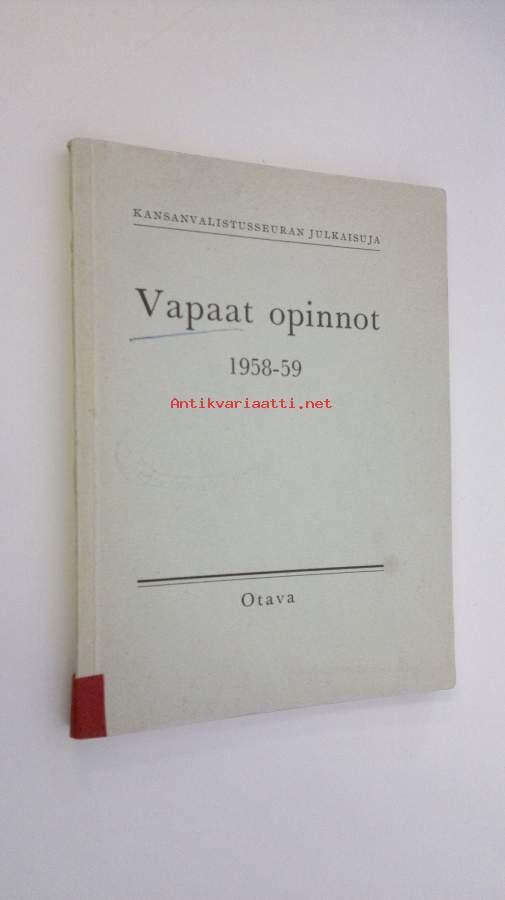 KANSANVALISTUSSEURAN JULKAISUJA
Vapaat opinnot
1958-59
Antikvariaatti.net
Otava